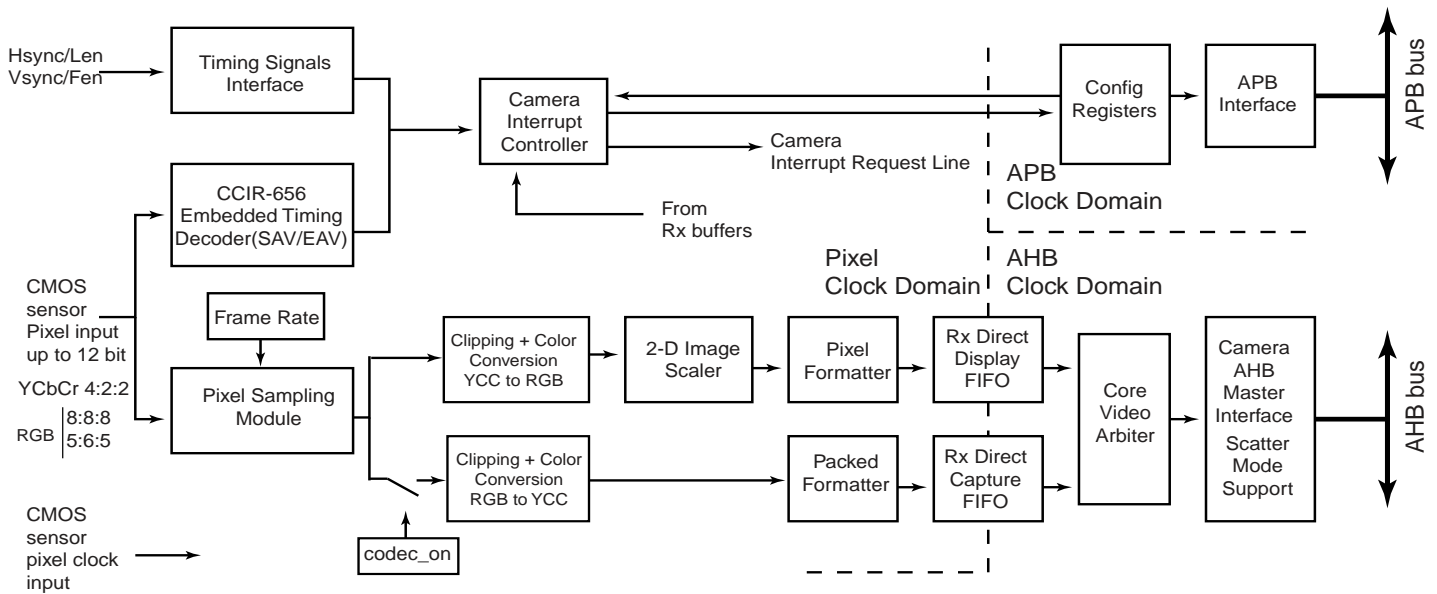 Hsync/Len
Vsync/Fen
Timing Signals
Interface
Camera
Interrupt
Controller
Config
Registers
APB
Interface
APB bus
Camera
Interrupt Request Line
APB
Clock Domain
CCIR-656
Embedded Timing
Decoder(SAV/EAV)
From
Rx buffers
Pixel
Clock Domain
AHB
Clock Domain
CMOS
sensor
Pixel input
up to 12 bit
YCbCr 4:2:2
RGB
8:8:8
5:6:5
Frame Rate
Pixel Sampling
Module
Clipping + Color
Conversion
YCC to RGB
2-D Image
Scaler
Pixel
Formatter
Rx Direct
Display
FIFO
Core
Video
Arbiter
Camera
AHB
Master
Interface
Scatter
Mode
Support
AHB bus
Clipping + Color
Conversion
RGB to YCC
Packed
Formatter
Rx Direct
Capture
FIFO
codec_on
CMOS
sensor
pixel clock
input